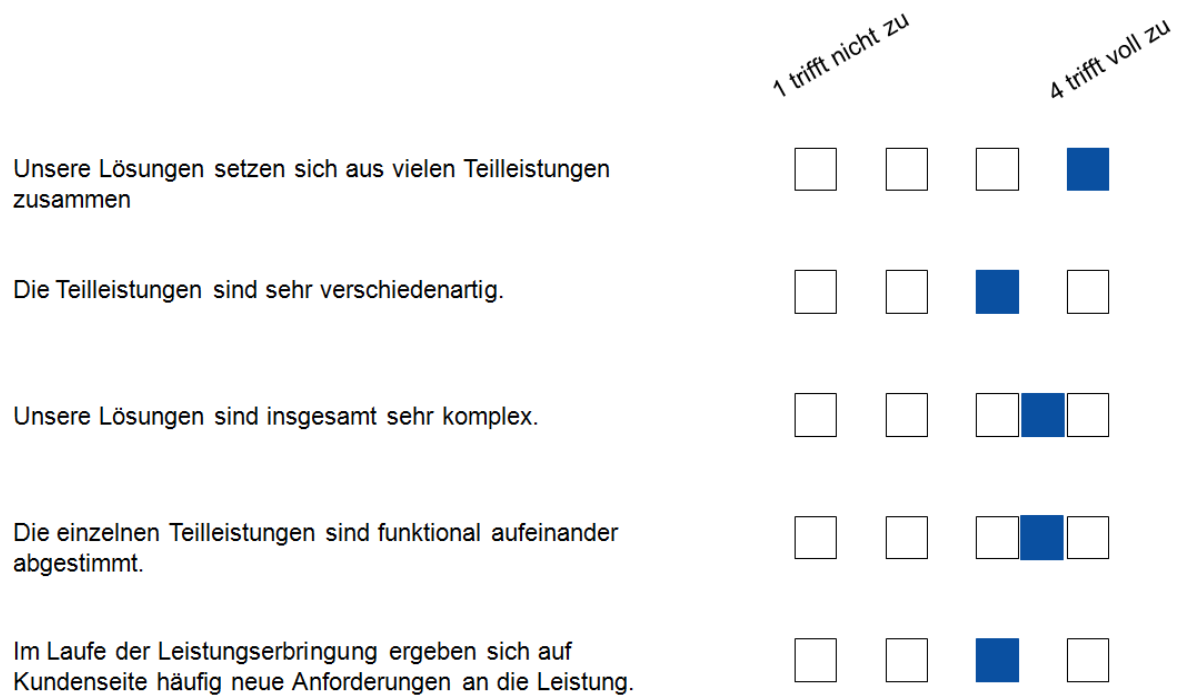 1 trifft nicht zu
4 trifft voll zu
Unsere Lösungen setzen sich aus vielen Teilleistungen
zusammen
Die Teilleistungen sind sehr verschiedenartig.
Unsere Lösungen sind insgesamt sehr komplex.
Die einzelnen Teilleistungen sind funktional aufeinander
abgestimmt.
Im Laufe der Leistungserbringung ergeben sich auf
Kundenseite häufig neue Anforderungen an die Leistung.